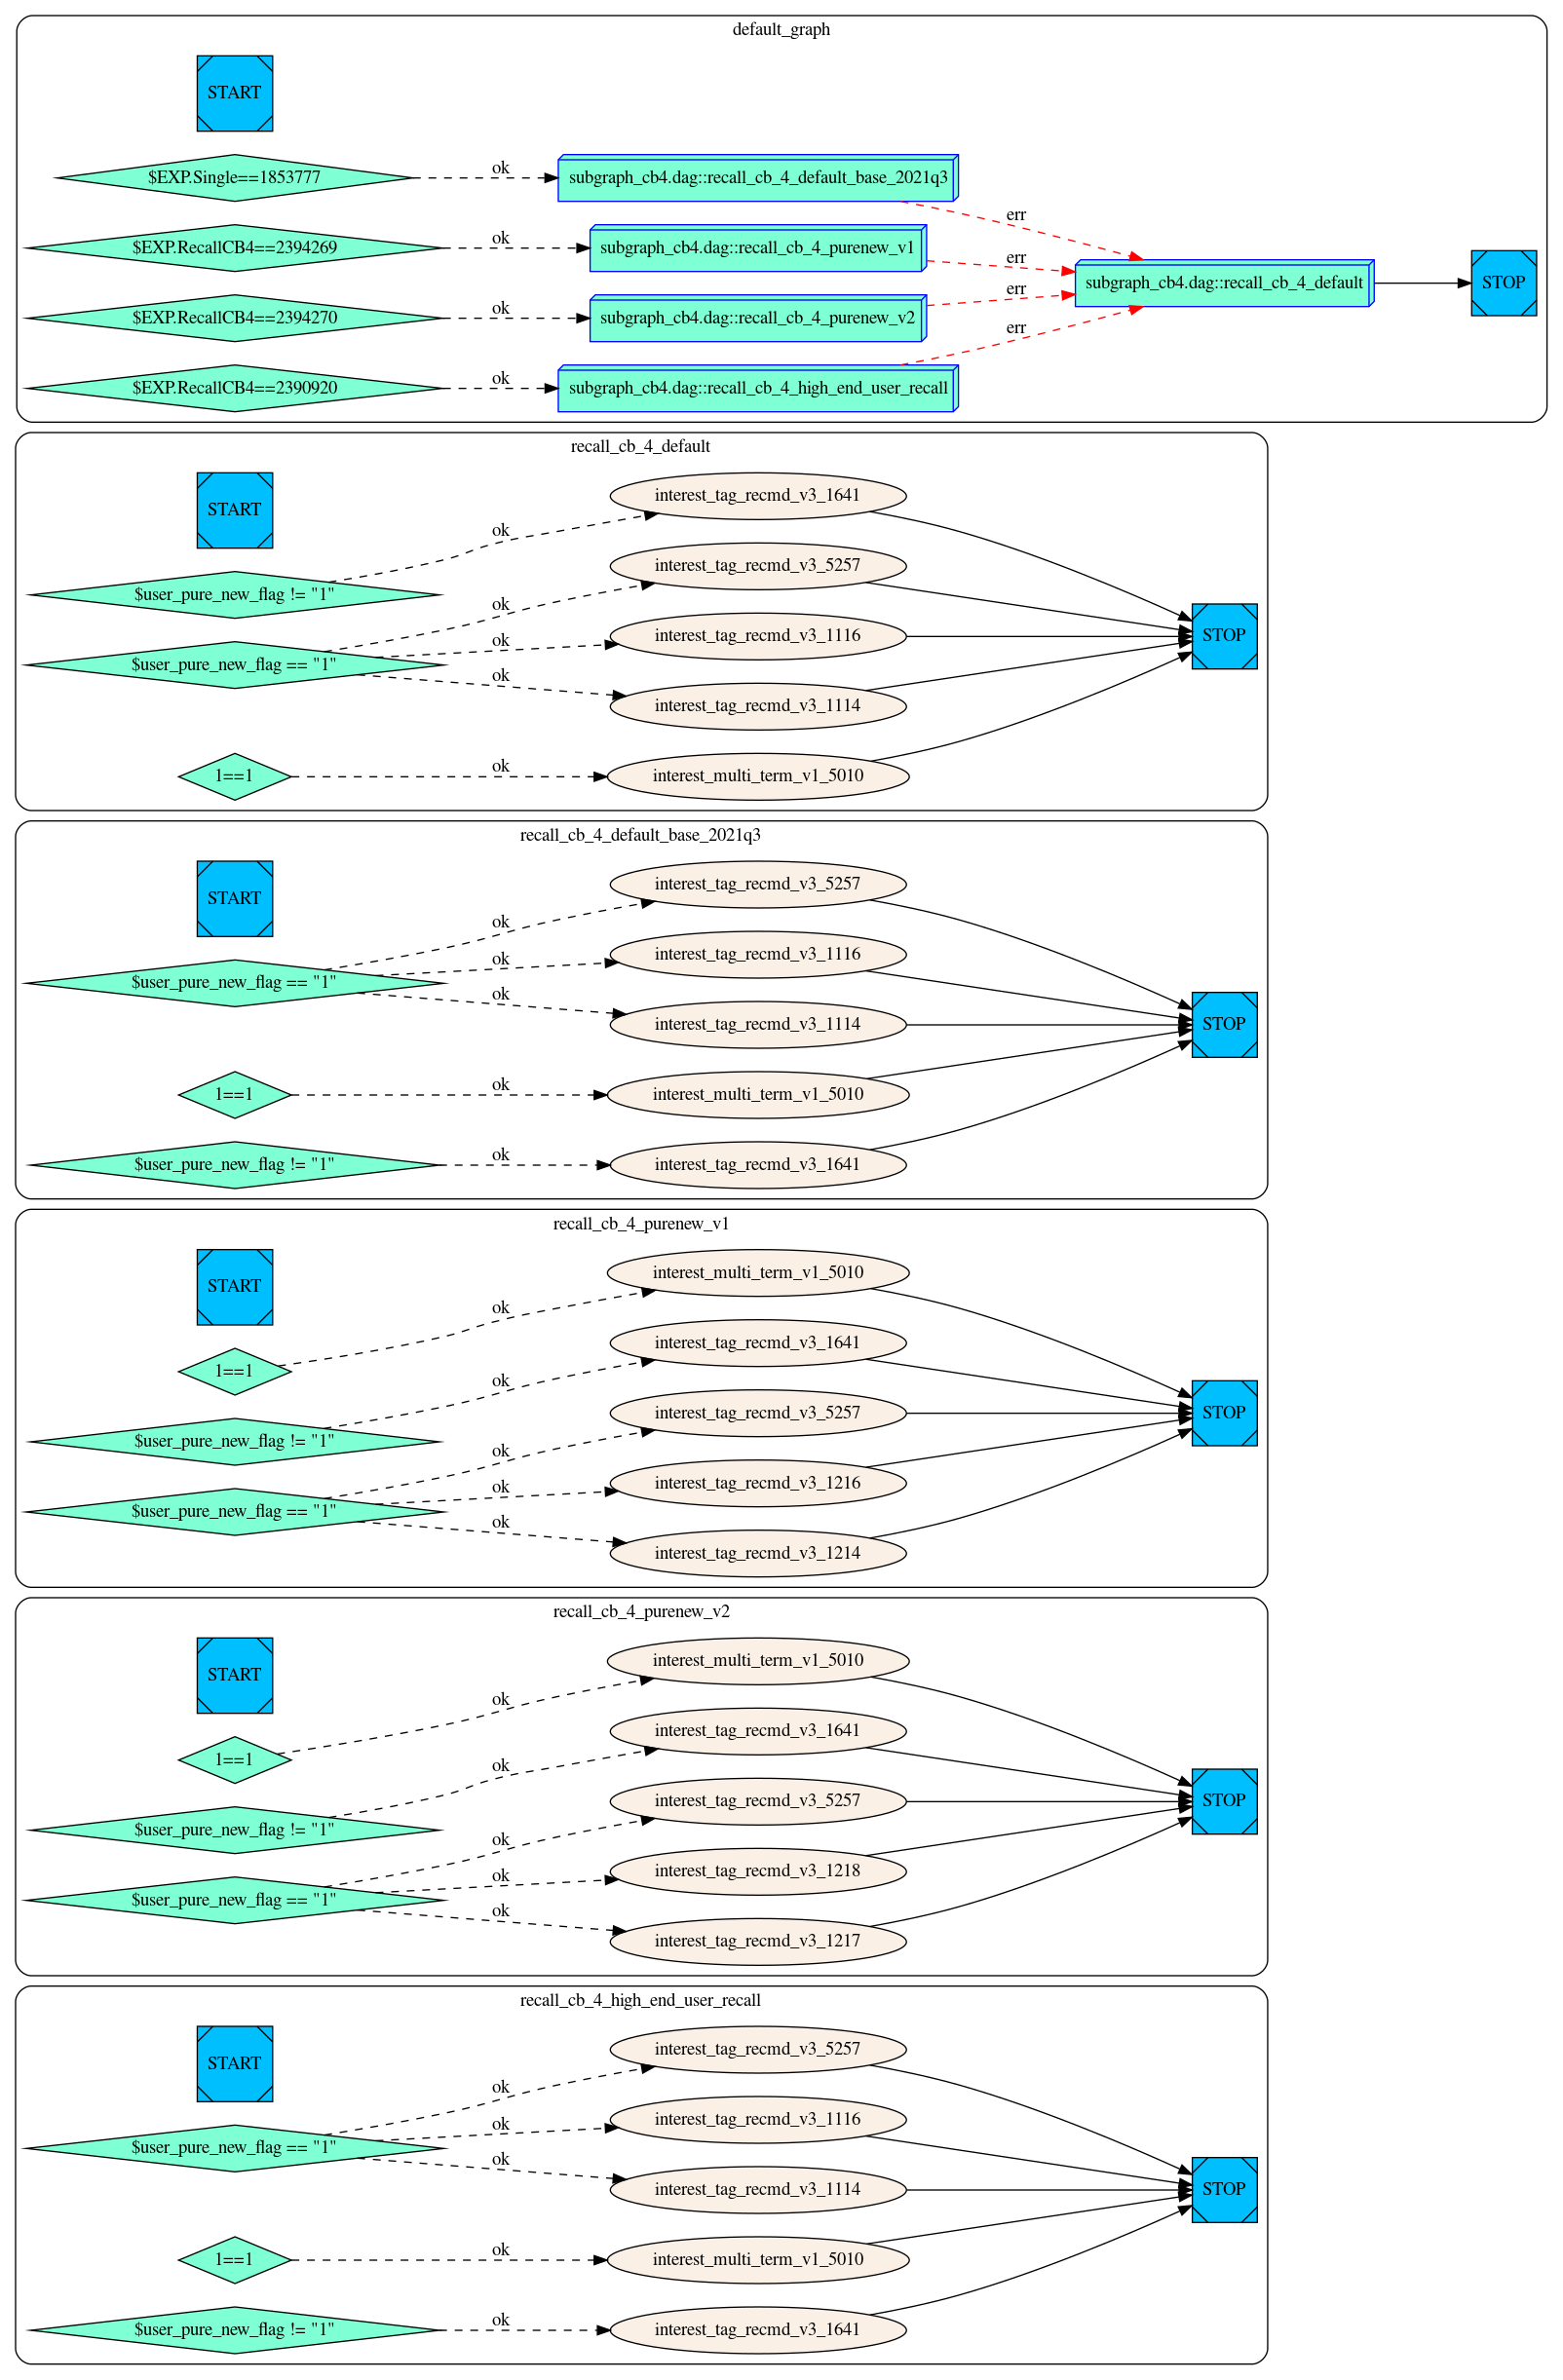 default_graph
START
$EXP.Single==1853777
ok
subgraph_cb4.dag::recall_cb_4_default_base_2021q3
err
$EXP.RecallCB4==2394269
ok
subgraph_cb4.dag::recall_cb_4_purenew_v1
err
subgraph_cb4.dag::recall_cb_4_default
STOP
$EXP.RecallCB4==2394270
ok
subgraph_cb4.dag::recall_cb_4_purenew_v2
err
$EXP.RecallCB4==2390920
ok
subgraph_cb4.dag::recall_cb_4_high_end_user_recall
err
recall_cb_4_default
START
interest_tag_recmd_v3_1641
ok
$user_pure_new_flag != "1"
interest_tag_recmd_v3_5257
ok
interest_tag_recmd_v3_1116
STOP
ok
$user_pure_new_flag == "1"
ok
interest_tag_recmd_v3_1114
1==1
ok
interest_multi_term_v1_5010
recall_cb_4_default_base_2021q3
START
interest_tag_recmd_v3_5257
ok
interest_tag_recmd_v3_1116
ok
$user_pure_new_flag == "1"
ok
interest_tag_recmd_v3_1114
STOP
1==1
ok
interest_multi_term_v1_5010
$user_pure_new_flag != "1"
ok
interest_tag_recmd_v3_1641
recall_cb_4_purenew_v1
START
interest_multi_term_v1_5010
ok
1==1
interest_tag_recmd_v3_1641
ok
$user_pure_new_flag != "1"
interest_tag_recmd_v3_5257
STOP
ok
interest_tag_recmd_v3_1216
ok
$user_pure_new_flag == "1"
ok
interest_tag_recmd_v3_1214
recall_cb_4_purenew_v2
START
interest_multi_term_v1_5010
ok
1==1
interest_tag_recmd_v3_1641
ok
$user_pure_new_flag != "1"
interest_tag_recmd_v3_5257
STOP
ok
interest_tag_recmd_v3_1218
ok
$user_pure_new_flag == "1"
ok
interest_tag_recmd_v3_1217
recall_cb_4_high_end_user_recall
START
interest_tag_recmd_v3_5257
ok
interest_tag_recmd_v3_1116
ok
$user_pure_new_flag == "1"
ok
interest_tag_recmd_v3_1114
STOP
1==1
ok
interest_multi_term_v1_5010
$user_pure_new_flag != "1"
ok
interest_tag_recmd_v3_1641